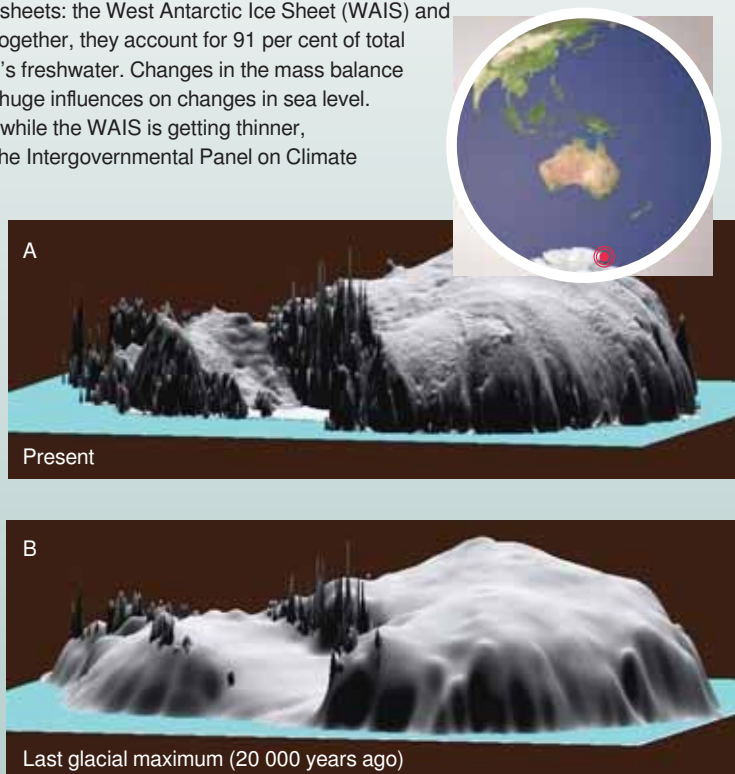 sheets: the West Antarctic Ice Sheet (WAIS) and
ogether, they account for 91 per cent of total
's freshwater. Changes in the mass balance
huge influences on changes in sea level.
while the WAIS is getting thinner,
he Intergovernmental Panel on Climate
A
Present
B
Last glacial maximum (20 000 years ago)